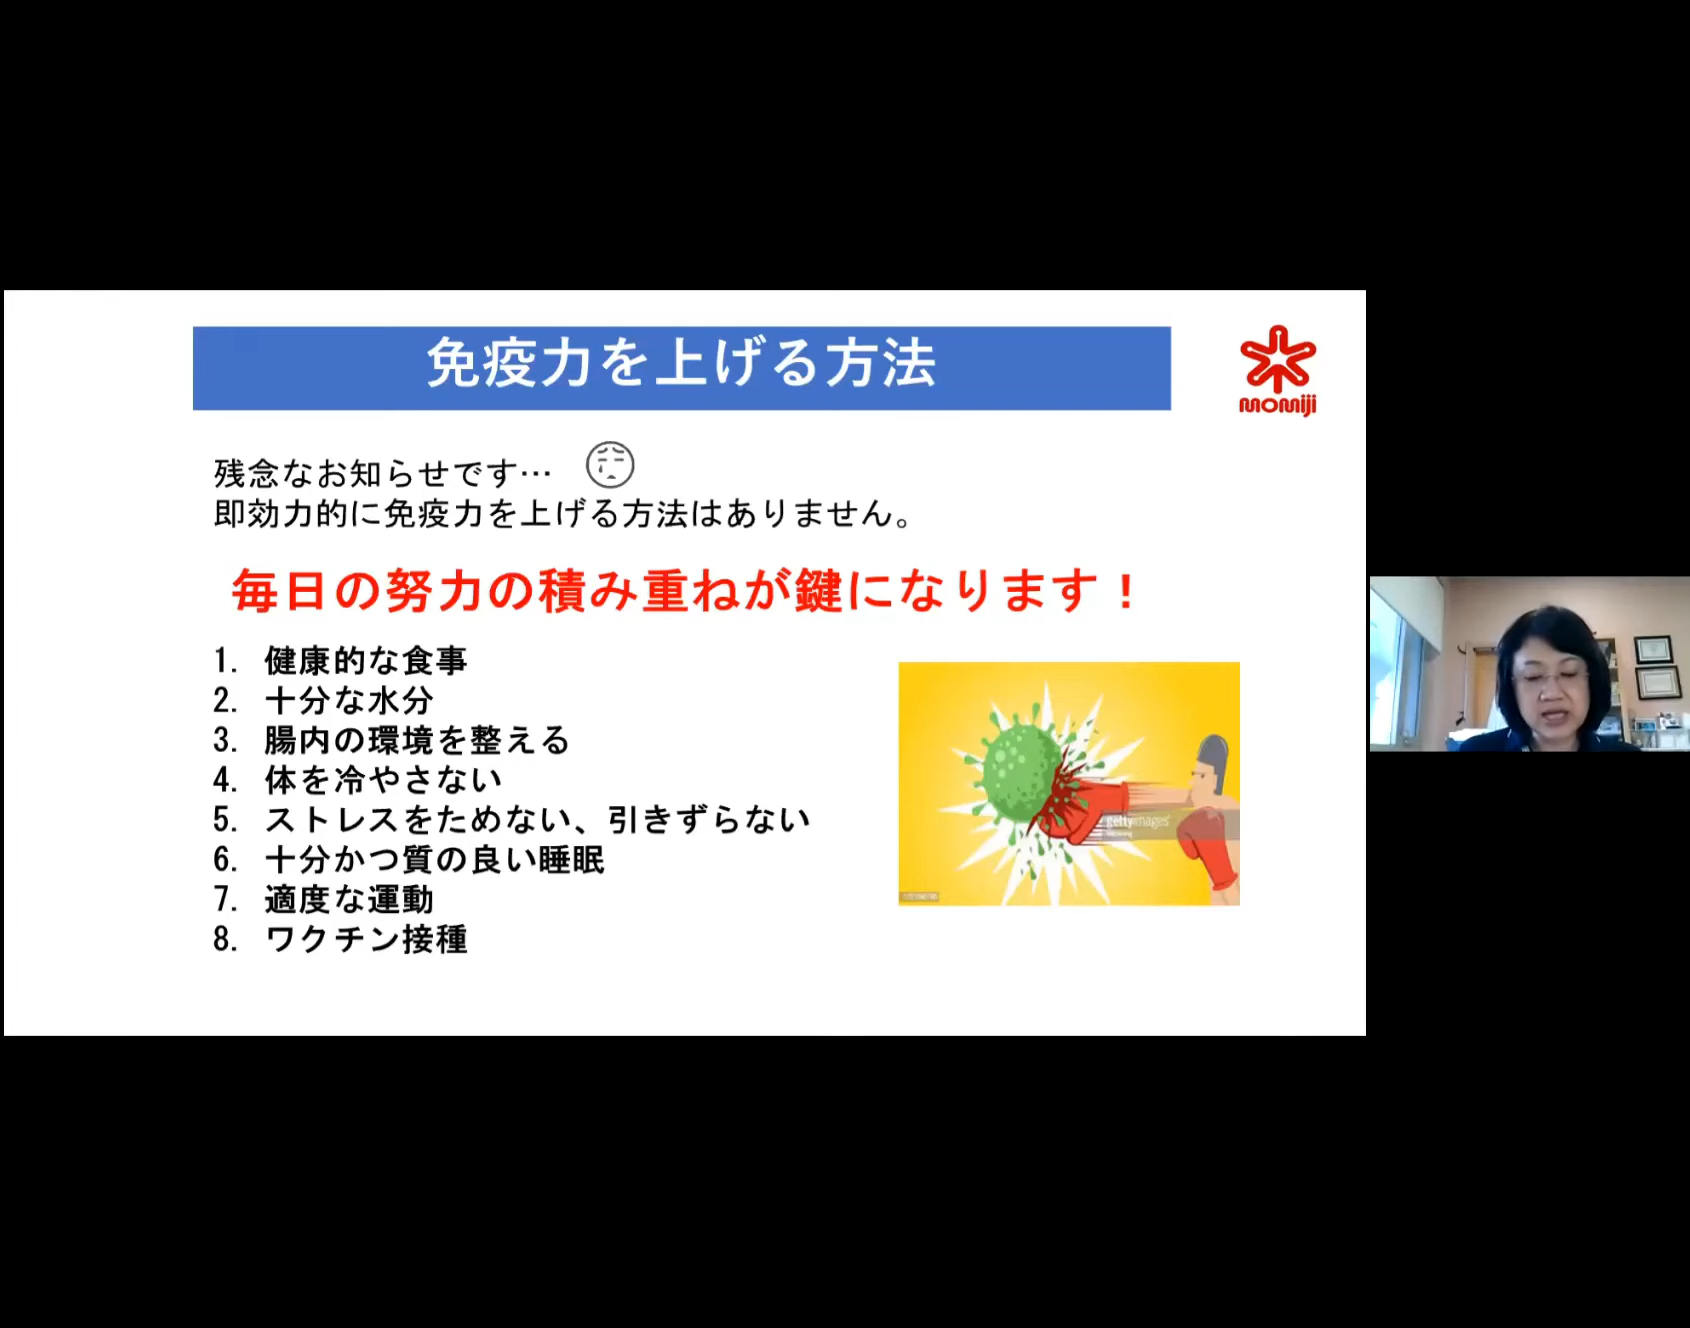 免疫力を上げる方法
momiji
残念なお知らせです…
即効力的に免疫力を上げる方法はありません。
毎日の努力の積み重ねが鍵になります！
1. 健康的な食事
2. 十分な水分
3. 腸内の環境を整える
4. 体を冷やさない
5. ストレスをためない、引きずらない
6. 十分かつ質の良い睡眠
7. 適度な運動
8. ワクチン接種
gettyimages